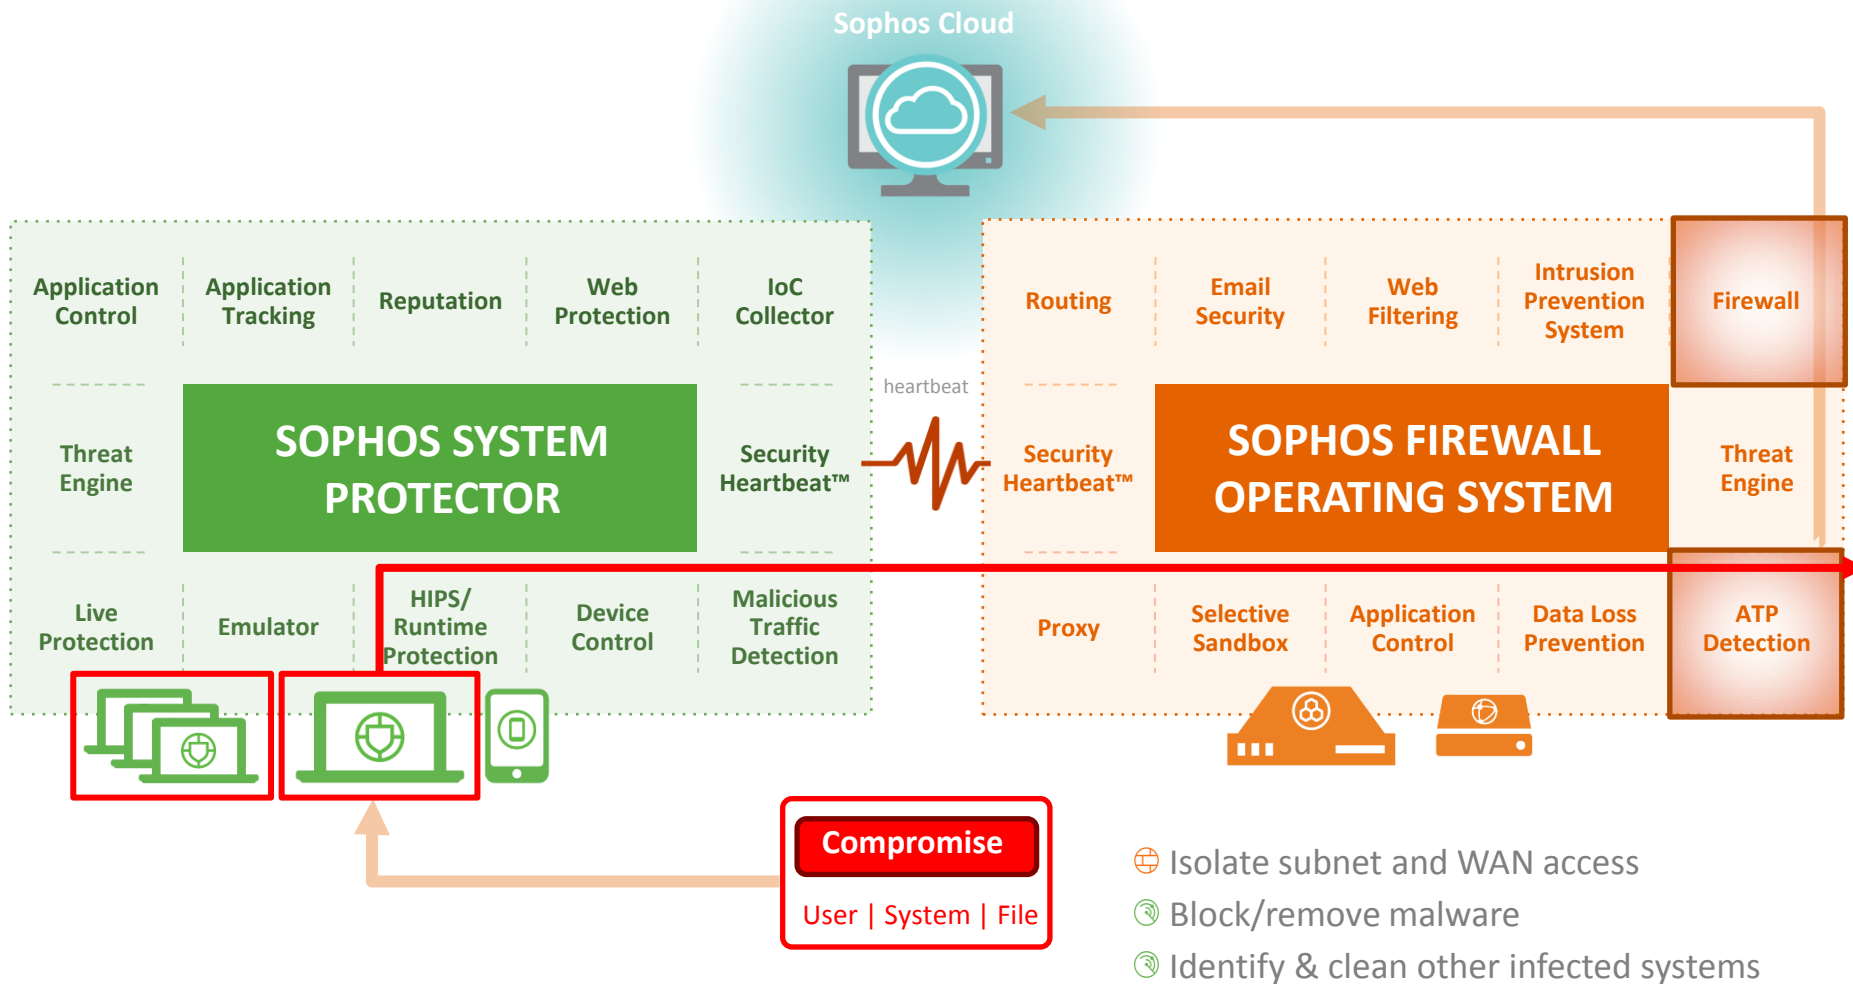 Sophos Cloud
Application
Control
Application
Tracking
Reputation
Web
Protection
IoC
Collector
Threat
Engine
SOPHOS SYSTEM
PROTECTOR
Security
Heartbeat™
Live
Protection
Emulator
HIPS/
Runtime
Protection
Device
Control
Malicious
Traffic
Detection
heartbeat
Routing
Email
Security
Web
Filtering
Intrusion
Prevention
System
Firewall
Security
Heartbeat™
SOPHOS FIREWALL
OPERATING SYSTEM
Threat
Engine
Proxy
Selective
Sandbox
Application
Control
Data Loss
Prevention
ATP
Detection
Compromise
User | System | File
Isolate subnet and WAN access
Block/remove malware
Identify & clean other infected systems